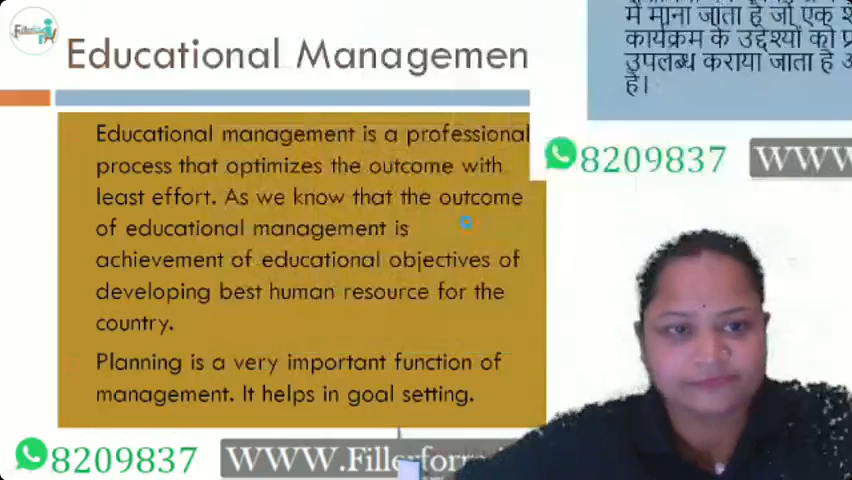 Educational Managemen
Educational management is a professional
process that optimizes the outcome with
least effort. As we know that the outcome
of educational management is
achievement of educational objectives of
developing best human resource for the
country.
Planning is a very important function of
management. It helps in goal setting.
8209837
WWW.Fillerform
में माना जाता है जो एक
कार्यक्रम के उद्देश्यों को
उपलब्ध कराया जाता है
है।
8209837
WWW